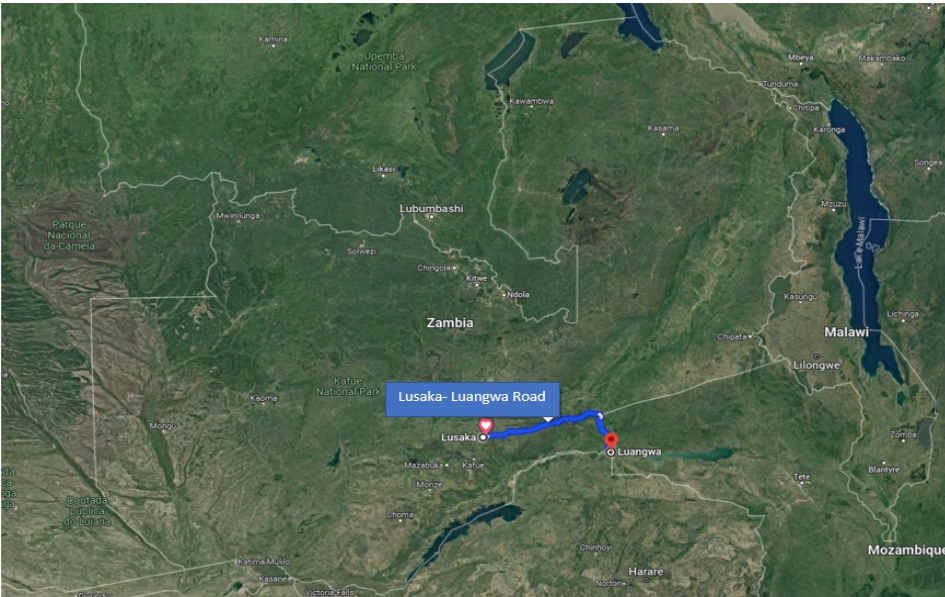 Kamina
Upemba
National Park
Mbeya
Makambako
Tunduma
Kawambwa
Chitipa
Karonga
Kasama
Songea
Likasi
Mzuzu
Lubumbashi
Mwinilunga
Parque
Nacional
da Cameia
Solwezi
Lake Malawi
Chingola
Kitwe
Ndola
Kasungu
Lichinga
Zambia
Malawi
Chipata
Lilongwe
Kafue
National Park
Kaoma
Lusaka- Luangwa Road
Mongu
Lusaka
Luangwa
Zomba
Mazabuka
Kafue
Blantyre
Monze
Tete
Coutada
pública
do Luiana
Choma
Chinhoyi
Mozambique
Katima Mulilo
Harare
Kasane
Norton
Victoria Falls